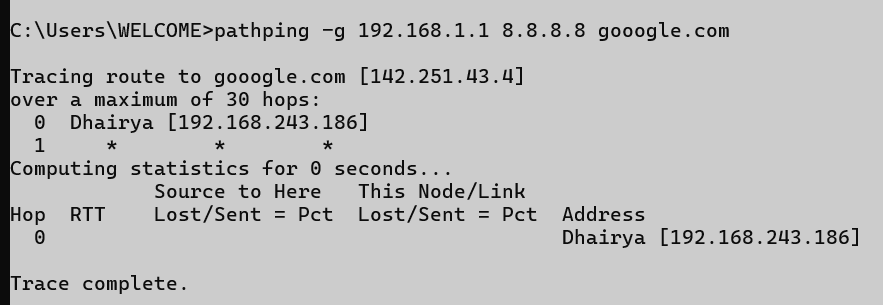 C:\Users\WELCOME>pathping -g 192.168.1.1 8.8.8.8 gooogle.com
Tracing route to gooogle.com [142.251.43.4]
over a maximum of 30 hops:
  0  Dhairya [192.168.243.186]
  1     *        *        *
Computing statistics for 0 seconds...
            Source to Here   This Node/Link
Hop  RTT    Lost/Sent = Pct  Lost/Sent = Pct  Address
  0                                           Dhairya [192.168.243.186]
Trace complete.